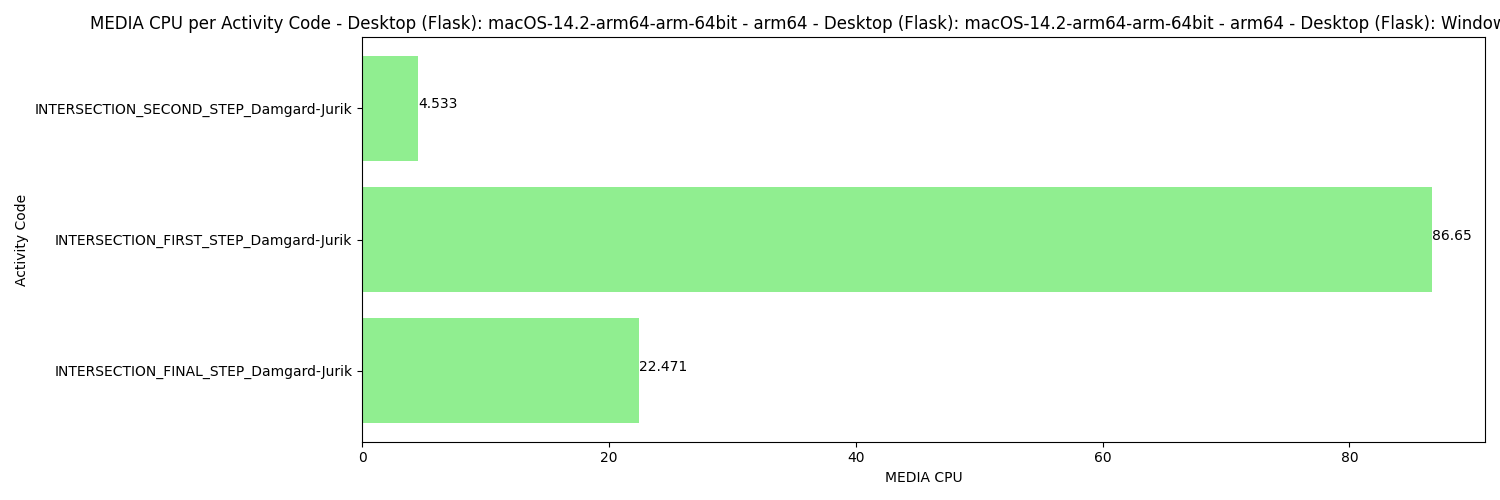 MEDIA CPU per Activity Code - Desktop (Flask): macOS-14.2-arm64-arm-64bit - arm64 - Desktop (Flask): macOS-14.2-arm64-arm-64bit - arm64 - Desktop (Flask): Window
INTERSECTION_SECOND_STEP_Damgard-Jurik
4.533
INTERSECTION_FIRST_STEP_Damgard-Jurik
86.65
INTERSECTION_FINAL_STEP_Damgard-Jurik
22.471
Activity Code
0 20 40 60 80
MEDIA CPU